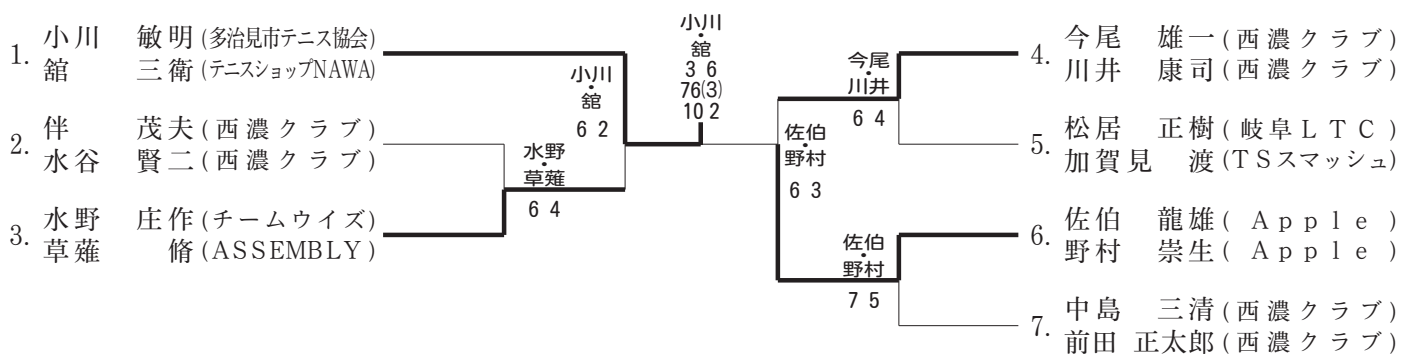 1. 小川 敏明(多治見市テニス協会)
舘 三衛(テニスショップNAWA)
2. 伴 茂夫(西濃クラブ)
水谷 賢二(西濃クラブ)
3. 水野 庄作(チームウイズ)
草薙 脩(ASSEMBLY)
水野・草薙
6 4
小川・舘
6 2
小川・舘
3 6
76(3)
10 2
今尾・川井
6 4
佐伯・野村
6 3
佐伯・野村
7 5
4. 今尾 雄一(西濃クラブ)
川井 康司(西濃クラブ)
5. 松居 正樹(岐阜LTC)
加賀見 渡(TSスマッシュ)
6. 佐伯 龍雄(Apple)
野村 崇生(Apple)
7. 中島 三清(西濃クラブ)
前田 正太郎(西濃クラブ)